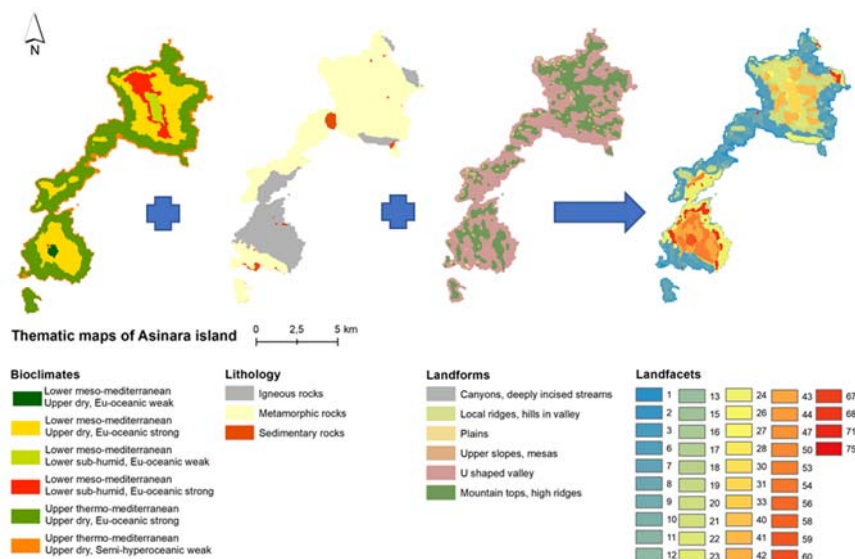 N
Thematic maps of Asinara island
0 2,5 5 km
Bioclimates
Lower meso-mediterranean
Upper dry, Eu-oceanic weak
Lower meso-mediterranean
Upper dry, Eu-oceanic strong
Lower meso-mediterranean
Lower sub-humid, Eu-oceanic weak
Lower meso-mediterranean
Lower sub-humid, Eu-oceanic strong
Upper thermo-mediterranean
Upper dry, Eu-oceanic strong
Upper thermo-mediterranean
Upper dry, Semi-hyperoceanic weak
Lithology
Igneous rocks
Metamorphic rocks
Sedimentary rocks
Landforms
Canyons, deeply incised streams
Local ridges, hills in valley
Plains
Upper slopes, mesas
U shaped valley
Mountain tops, high ridges
Landfacets
1 13 24 43 67
2 15 26 44 68
3 16 27 47 71
6 17 28 50 75
7 18 30 53
8 19 31 54
9 20 33 56
10 21 40 58
11 22 41 59
12 23 42 60